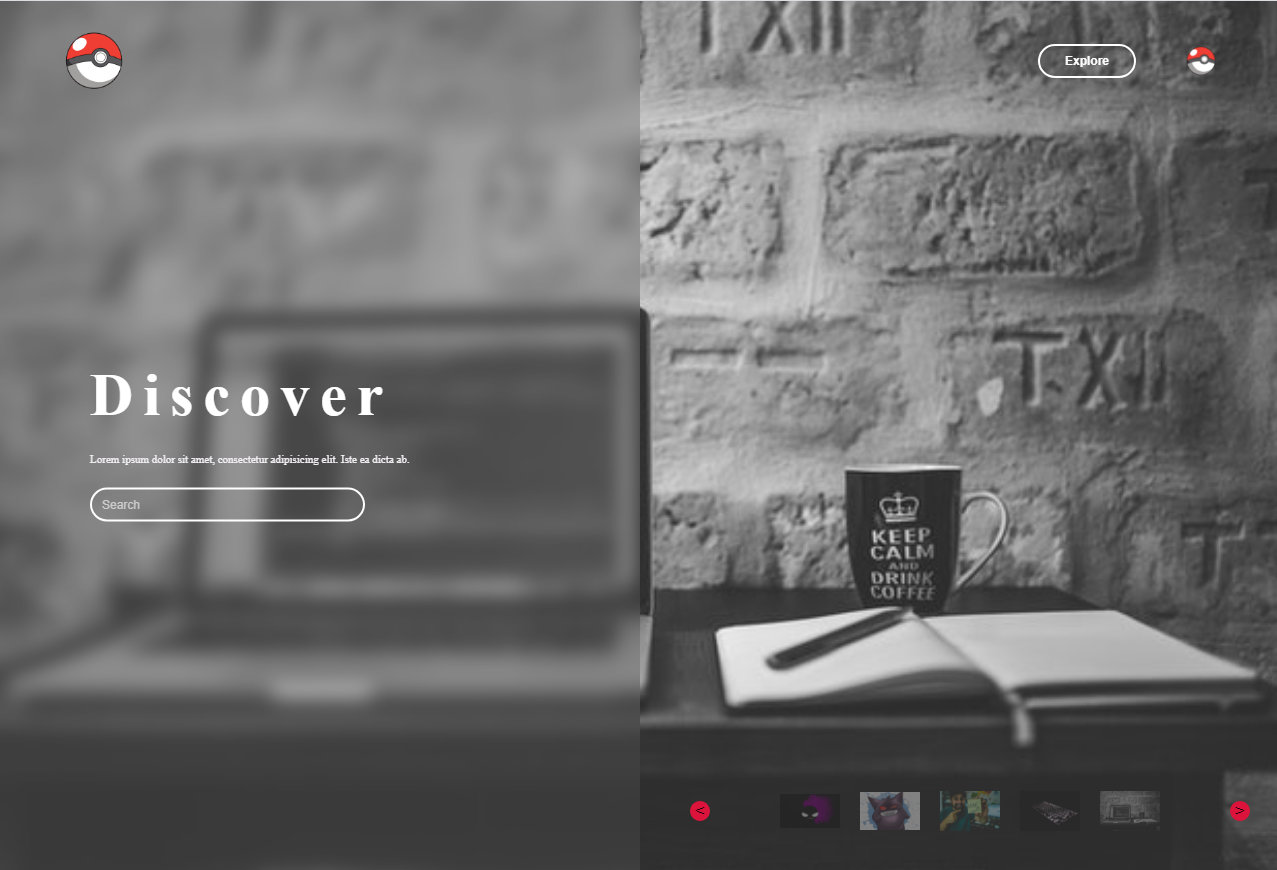 TXII
Explore
TXII
Discover
Lorem ipsum dolor sit amet, consectetur adipisicing elit. Iste ea dicta ab.
Search
KEEP
CALM
AND
DRINK
COFFEE
<
>